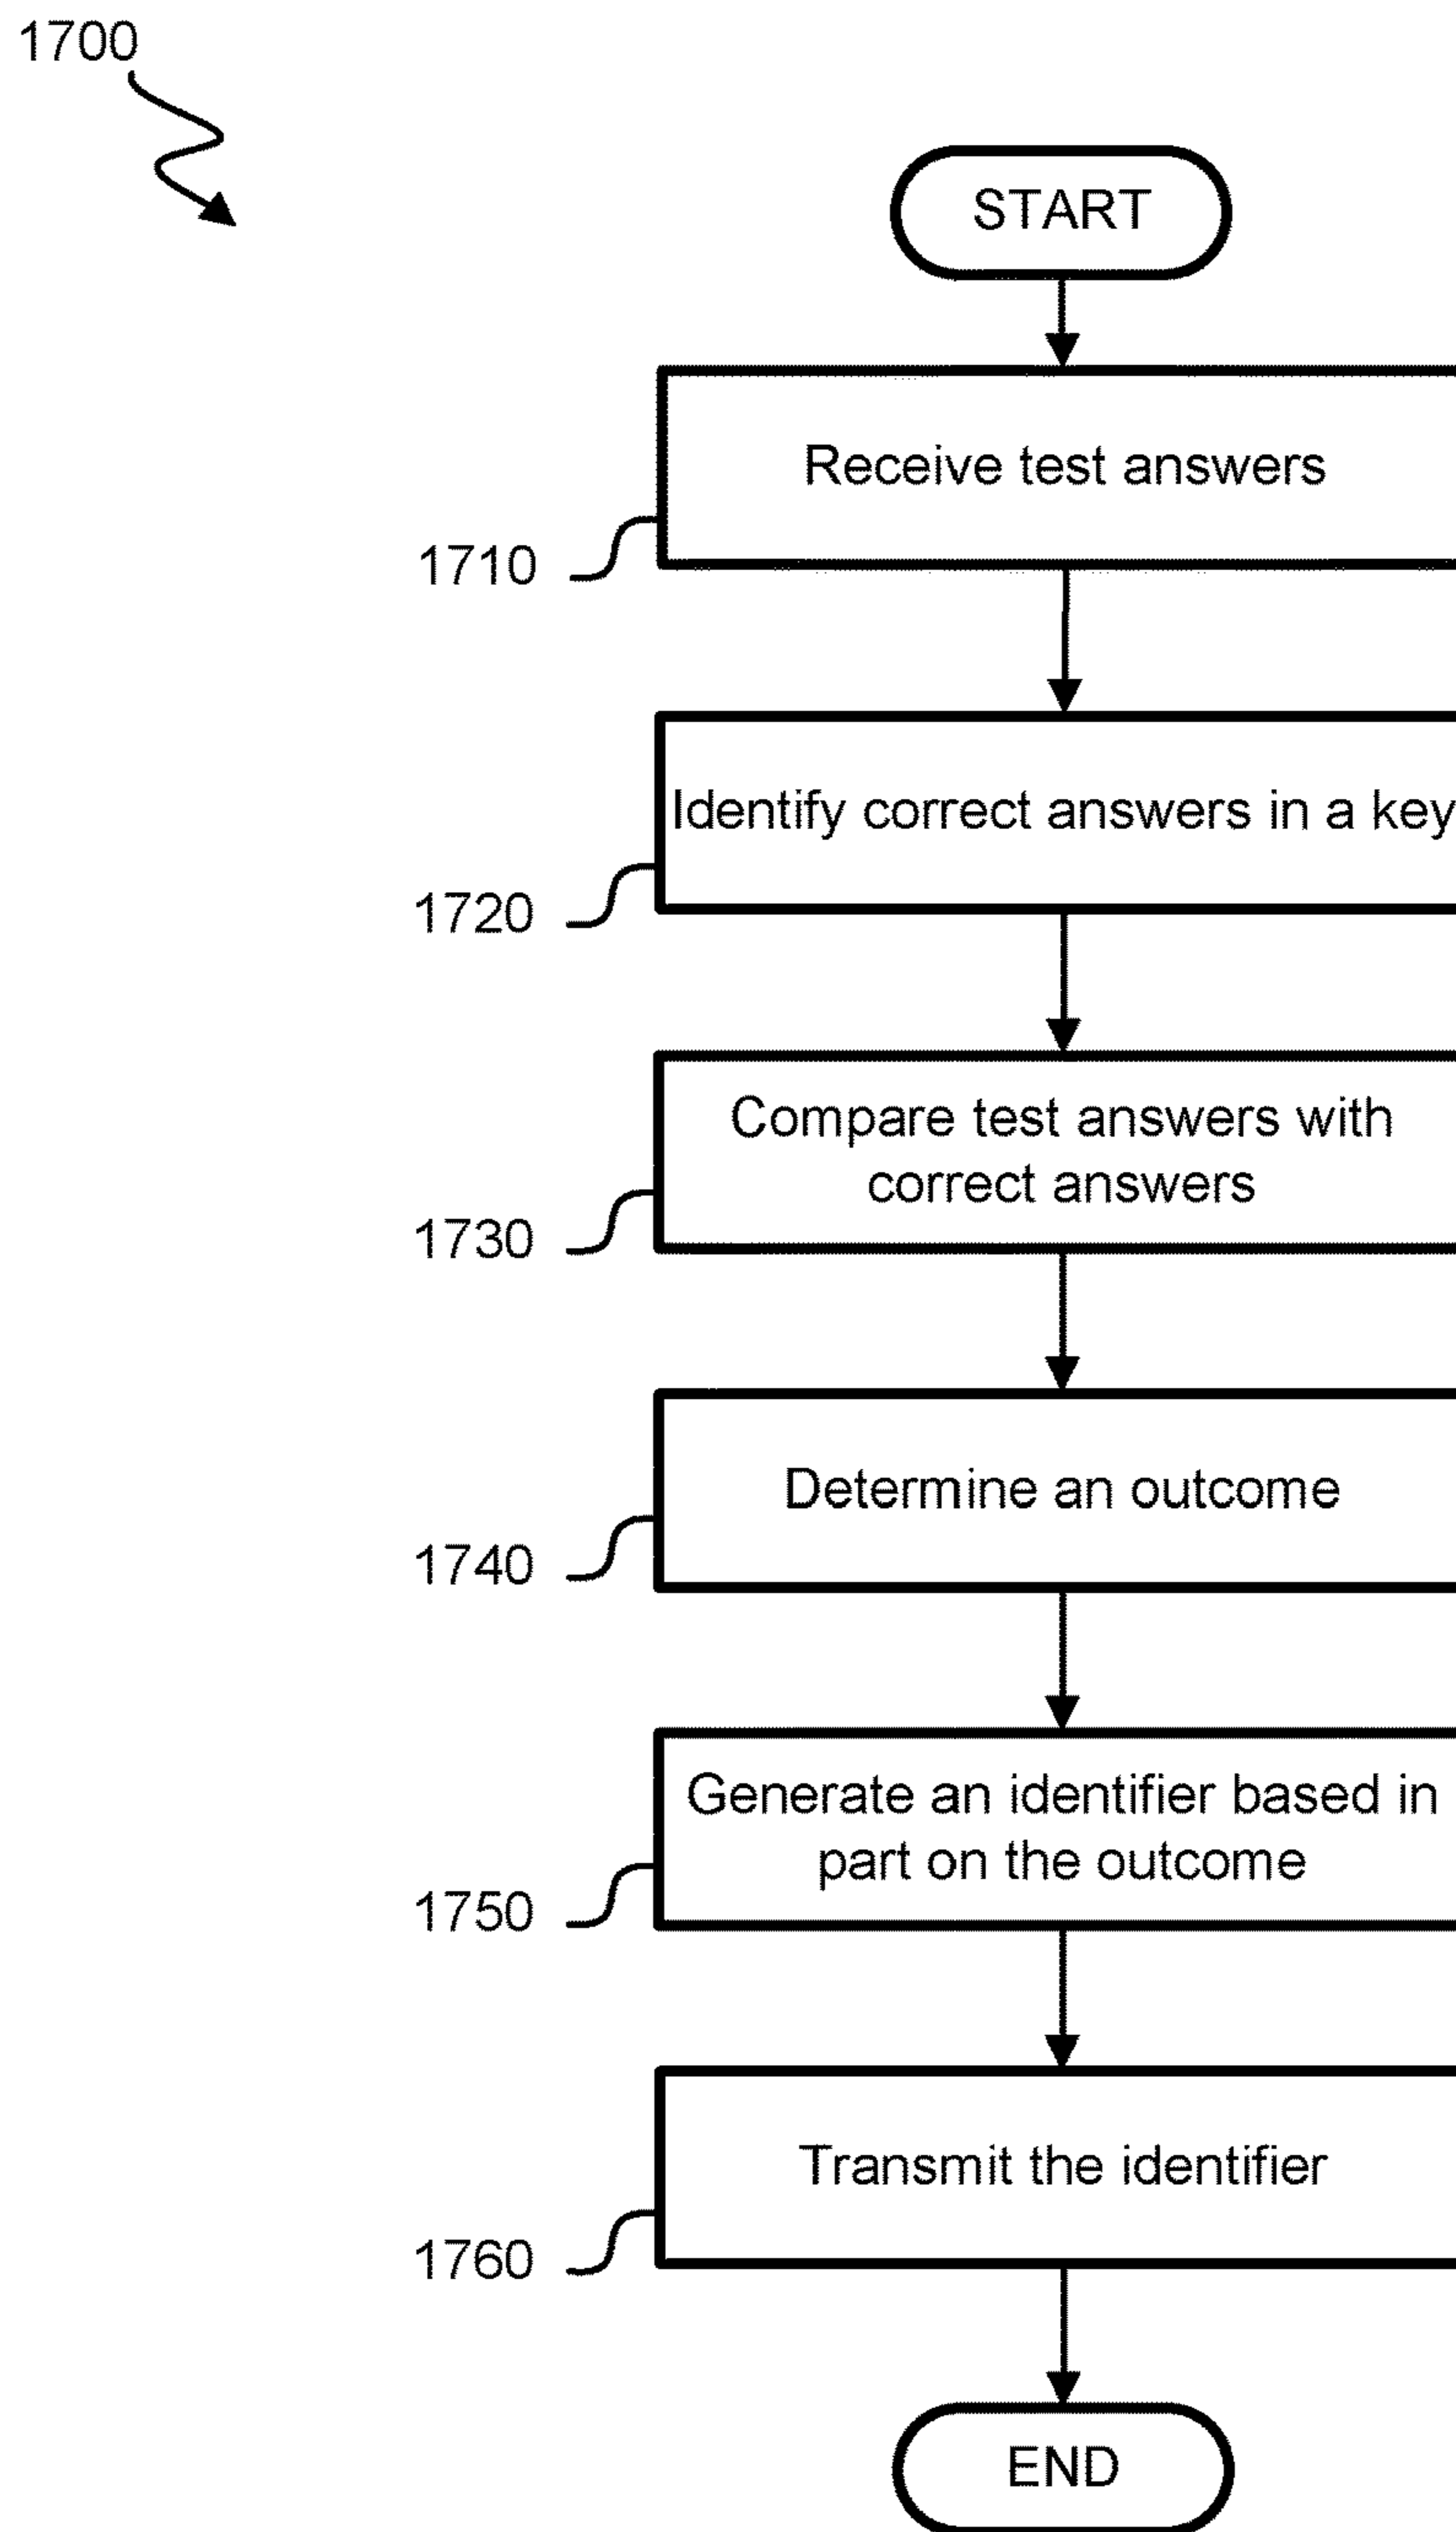 1700
START
Receive test answers
1710
Identify correct answers in a key
1720
Compare test answers with
correct answers
1730
Determine an outcome
1740
Generate an identifier based in
part on the outcome
1750
Transmit the identifier
1760
END